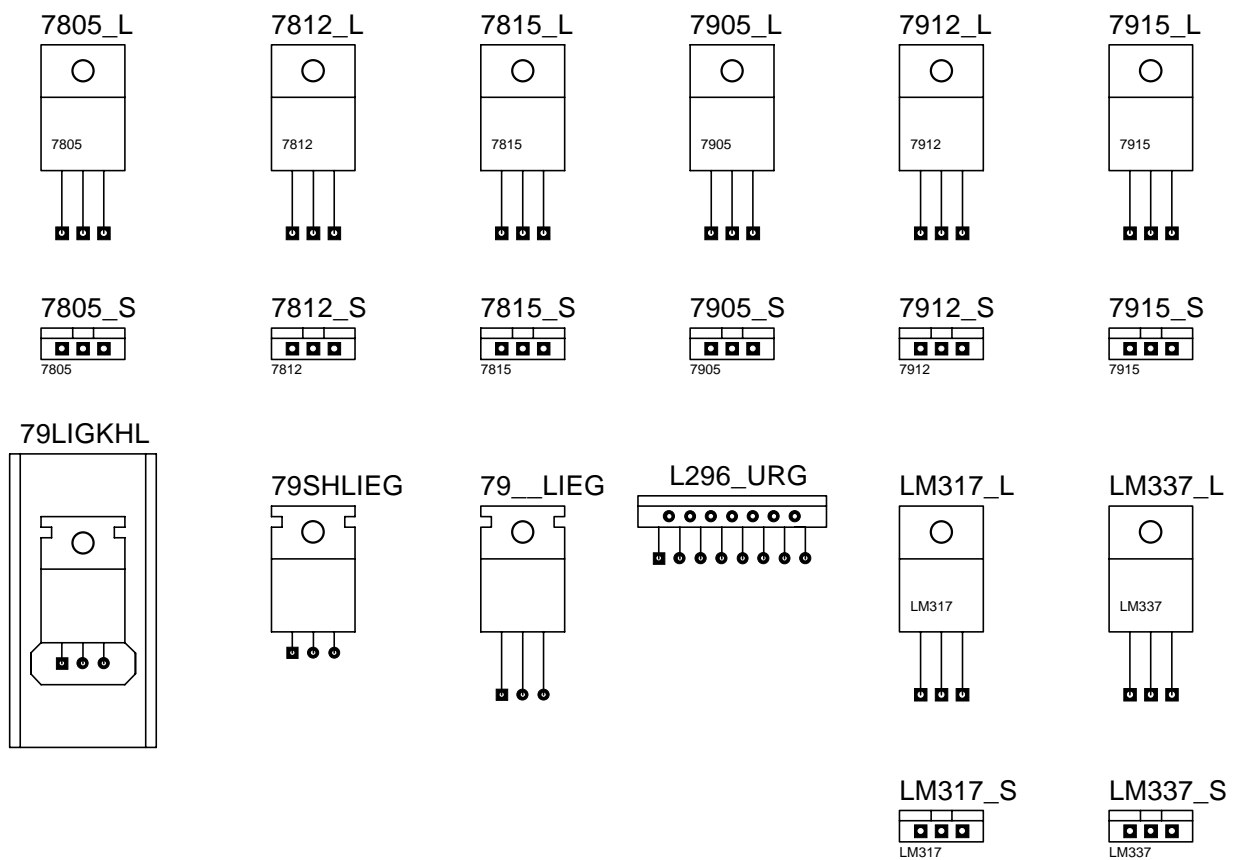 7805_L
7812_L
7815_L
7905_L
7912_L
7915_L
7805
7812
7815
7905
7912
7915
7805_S
7812_S
7815_S
7905_S
7912_S
7915_S
7805
7812
7815
7905
7912
7915
79LIGKHL
79SHLIEG
79__LIEG
L296_URG
LM317_L
LM337_L
LM317
LM337
LM317_S
LM337_S
LM317
LM337